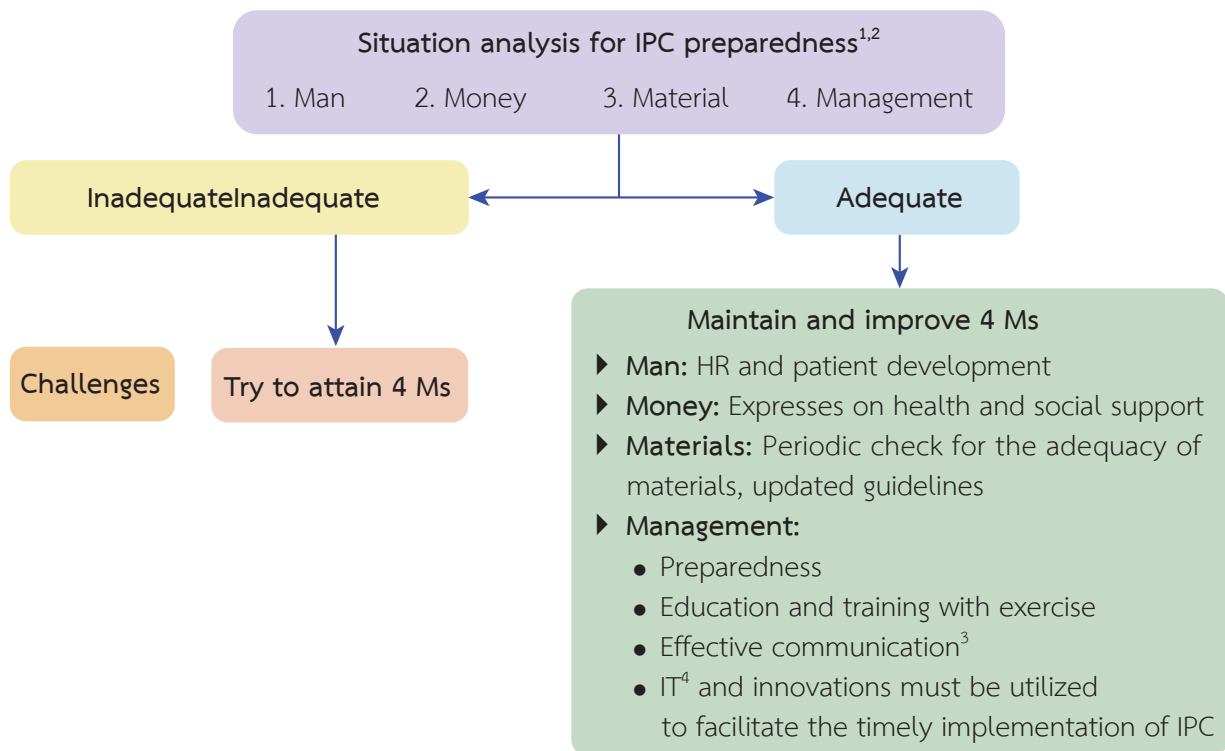 Situation analysis for IPC preparedness1,2
1. Man 2. Money 3. Material 4. Management
InadequateInadequate
Adequate
Challenges
Try to attain 4 Ms
Maintain and improve 4 Ms
Man: HR and patient development
Money: Expresses on health and social support
Materials: Periodic check for the adequacy of
materials, updated guidelines
Management:
• Preparedness
• Education and training with exercise
• Effective communication3
• IT4 and innovations must be utilized
to facilitate the timely implementation of IPC